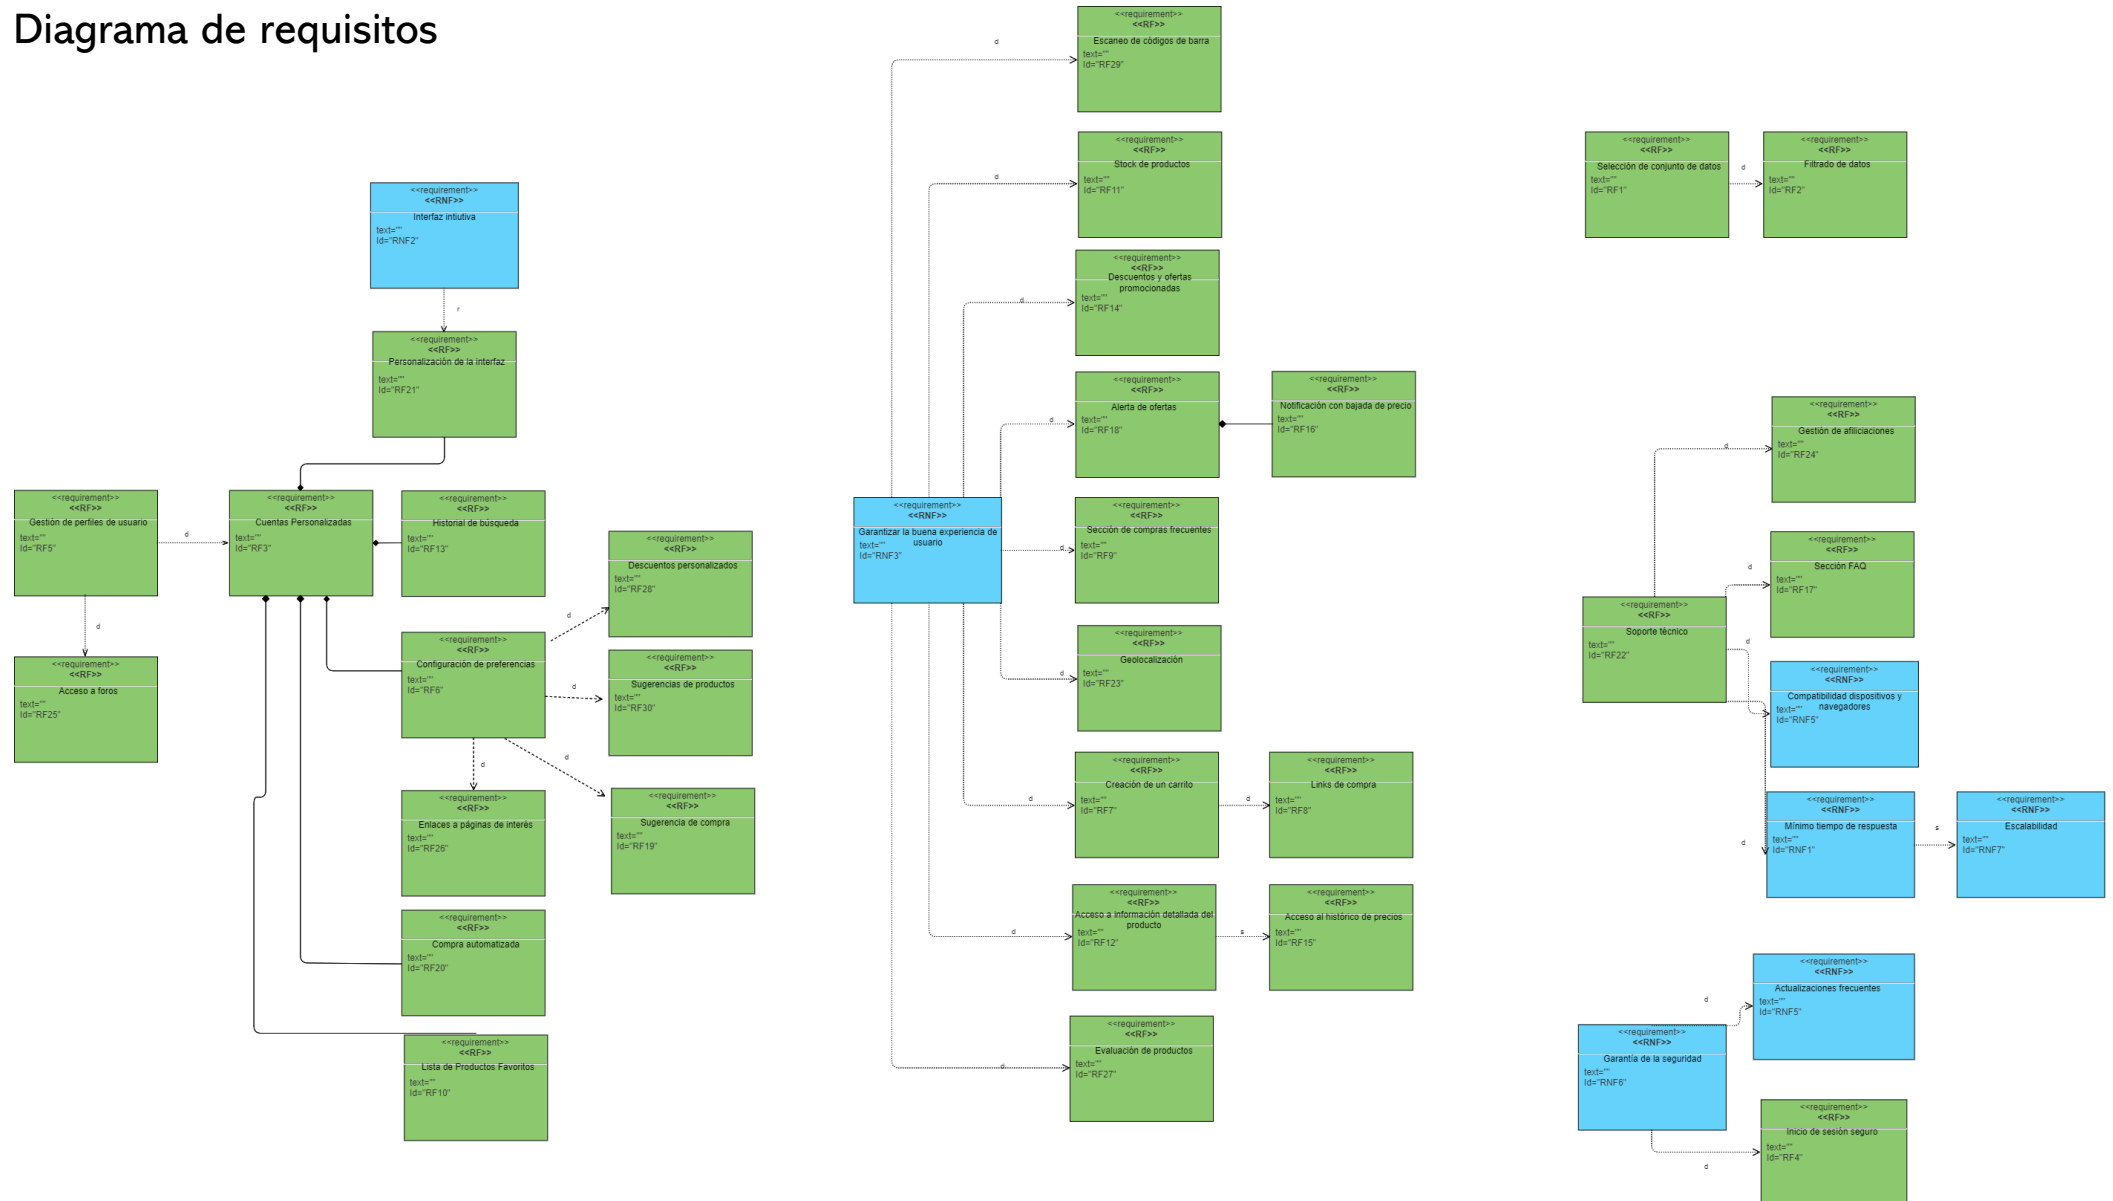 Diagrama de requisitos
<<requirement>>
<<RNF>>
Interfaz intiutiva
text=""
Id="RNF2"
r
<<requirement>>
<<RF>>
Personalización de la interfaz
text=""
Id="RF21"
<<requirement>>
<<RF>>
Gestión de perfiles de usuario
text=""
Id="RF5"
d
<<requirement>>
<<RF>>
Cuentas Personalizadas
text=""
Id="RF3"
<<requirement>>
<<RF>>
Historial de búsqueda
text=""
Id="RF13"
d
<<requirement>>
<<RF>>
Acceso a foros
text=""
Id="RF25"
<<requirement>>
<<RF>>
Configuración de preferencias
text=""
Id="RF6"
d
<<requirement>>
<<RF>>
Descuentos personalizados
text=""
Id="RF28"
d
<<requirement>>
<<RF>>
Sugerencias de productos
text=""
Id="RF30"
d
d
<<requirement>>
<<RF>>
Enlaces a páginas de interés
text=""
Id="RF26"
<<requirement>>
<<RF>>
Sugerencia de compra
text=""
Id="RF19"
<<requirement>>
<<RF>>
Compra automatizada
text=""
Id="RF20"
<<requirement>>
<<RF>>
Lista de Productos Favoritos
text=""
Id="RF10"
<<requirement>>
<<RNF>>
Garantizar la buena experiencia de
usuario
text=""
Id="RNF3"
d
<<requirement>>
<<RF>>
Escaneo de códigos de barra
text=""
Id="RF29"
d
<<requirement>>
<<RF>>
Stock de productos
text=""
Id="RF11"
d
<<requirement>>
<<RF>>
Descuentos y ofertas
promocionadas
text=""
Id="RF14"
d
<<requirement>>
<<RF>>
Alerta de ofertas
text=""
Id="RF18"
<<requirement>>
<<RF>>
Notificación con bajada de precio
text=""
Id="RF16"
d
<<requirement>>
<<RF>>
Sección de compras frecuentes
text=""
Id="RF9"
d
<<requirement>>
<<RF>>
Geolocalización
text=""
Id="RF23"
d
<<requirement>>
<<RF>>
Creación de un carrito
text=""
Id="RF7"
d
<<requirement>>
<<RF>>
Links de compra
text=""
Id="RF8"
d
<<requirement>>
<<RF>>
Acceso a información detallada del
producto
text=""
Id="RF12"
s
<<requirement>>
<<RF>>
Acceso al histórico de precios
text=""
Id="RF15"
d
<<requirement>>
<<RF>>
Evaluación de productos
text=""
Id="RF27"
<<requirement>>
<<RF>>
Selección de conjunto de datos
text=""
Id="RF1"
d
<<requirement>>
<<RF>>
Filtrado de datos
text=""
Id="RF2"
<<requirement>>
<<RF>>
Soporte técnico
text=""
Id="RF22"
d
<<requirement>>
<<RF>>
Gestión de afiliciaciones
text=""
Id="RF24"
d
<<requirement>>
<<RF>>
Sección FAQ
text=""
Id="RF17"
d
<<requirement>>
<<RNF>>
Compatibilidad dispositivos y
navegadores
text=""
Id="RNF5"
d
<<requirement>>
<<RNF>>
Mínimo tiempo de respuesta
text=""
Id="RNF1"
s
<<requirement>>
<<RNF>>
Escalabilidad
text=""
Id="RNF7"
<<requirement>>
<<RNF>>
Garantía de la seguridad
text=""
Id="RNF6"
d
<<requirement>>
<<RNF>>
Actualizaciones frecuentes
text=""
Id="RNF5"
d
<<requirement>>
<<RF>>
Inicio de sesión seguro
text=""
Id="RF4"